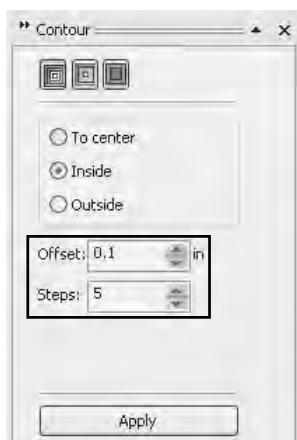 Contour
To center
Inside
Outside
Offset: 0.1 in
Steps: 5
Apply